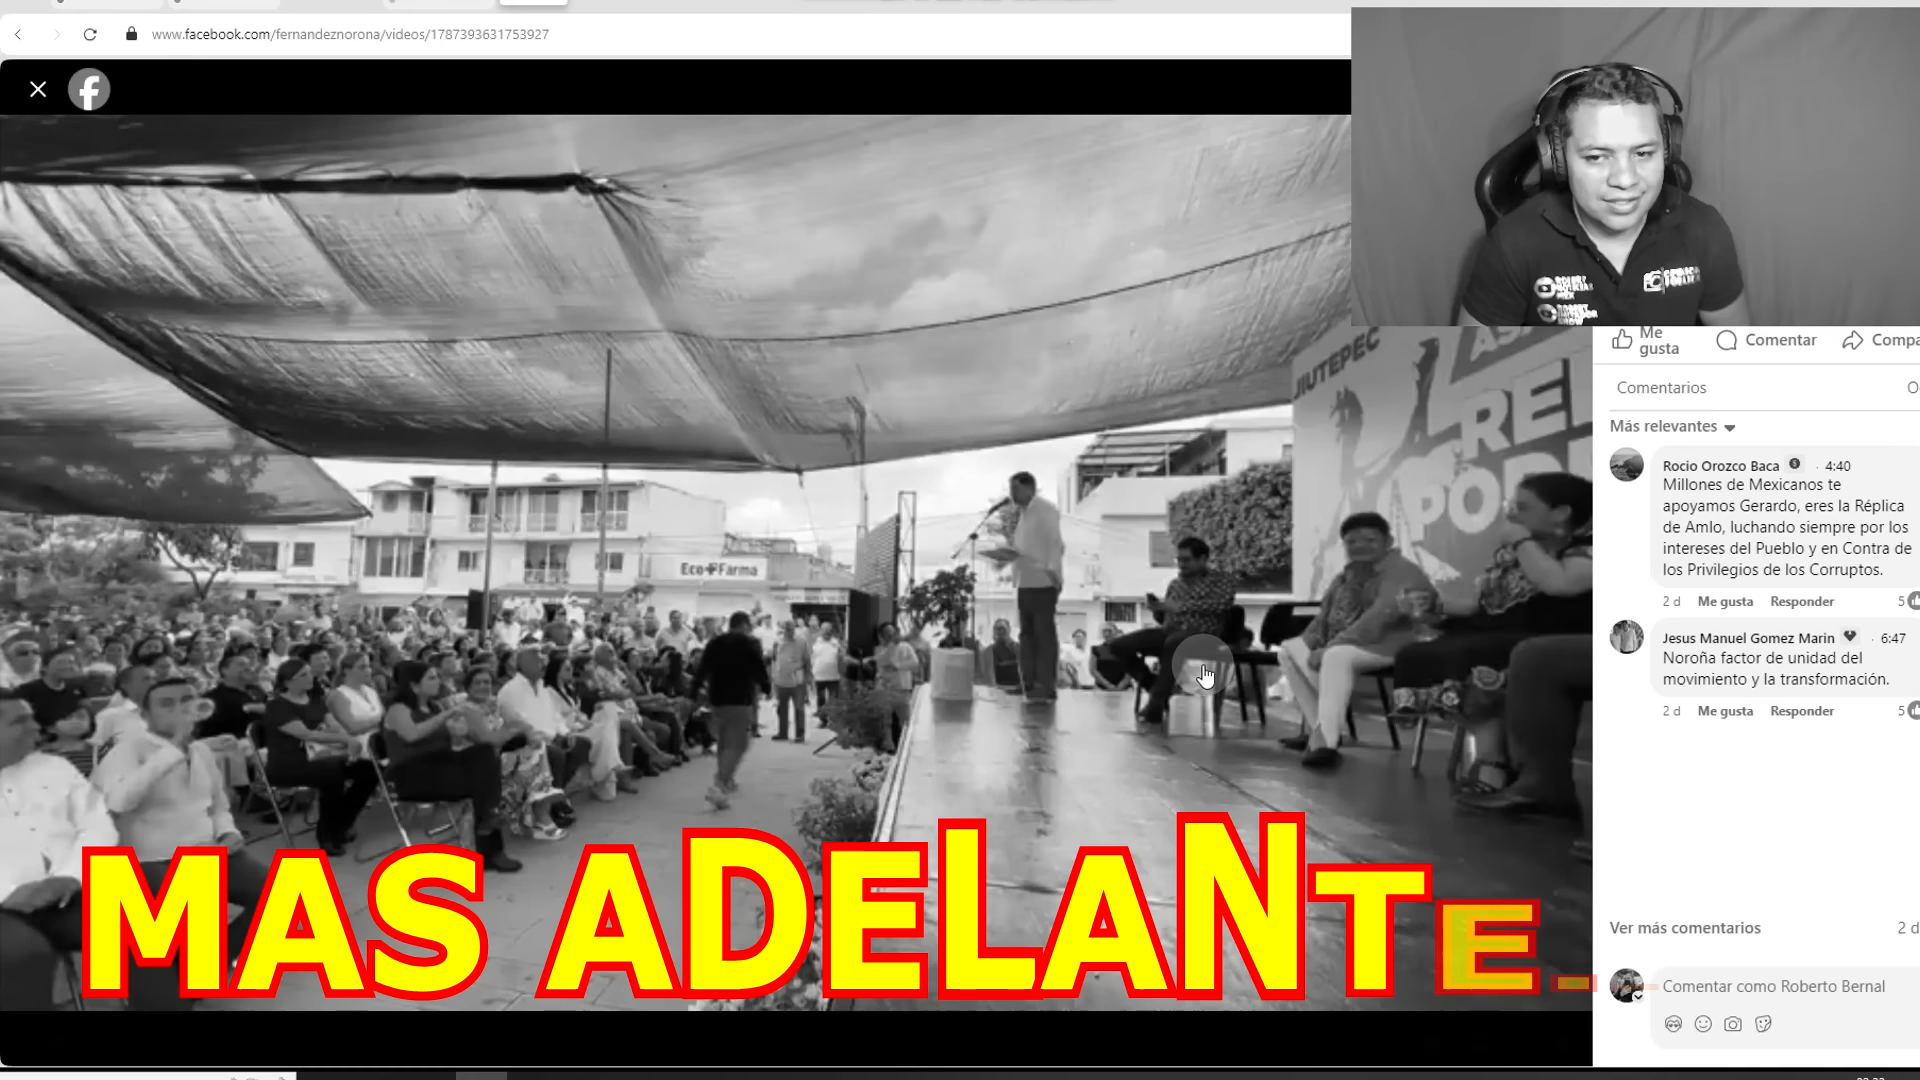 www.facebook.com/fernandeznorona/videos/1787393631753927
Me
gusta
Comentar
Compa
JIUTEPEC
Comentarios
Más relevantes
Rocio Orozco Baca · 4:40
Millones de Mexicanos te
apoyamos Gerardo, eres la Réplica
de Amlo, luchando siempre por los
intereses del Pueblo y en Contra de
los Privilegios de los Corruptos.
2 d Me gusta Responder 5
Eco Farma
Jesus Manuel Gomez Marin · 6:47
Noroña factor de unidad del
movimiento y la transformación.
2 d Me gusta Responder 5
MAS ADELANTE
Ver más comentarios 2 d
Comentar como Roberto Bernal